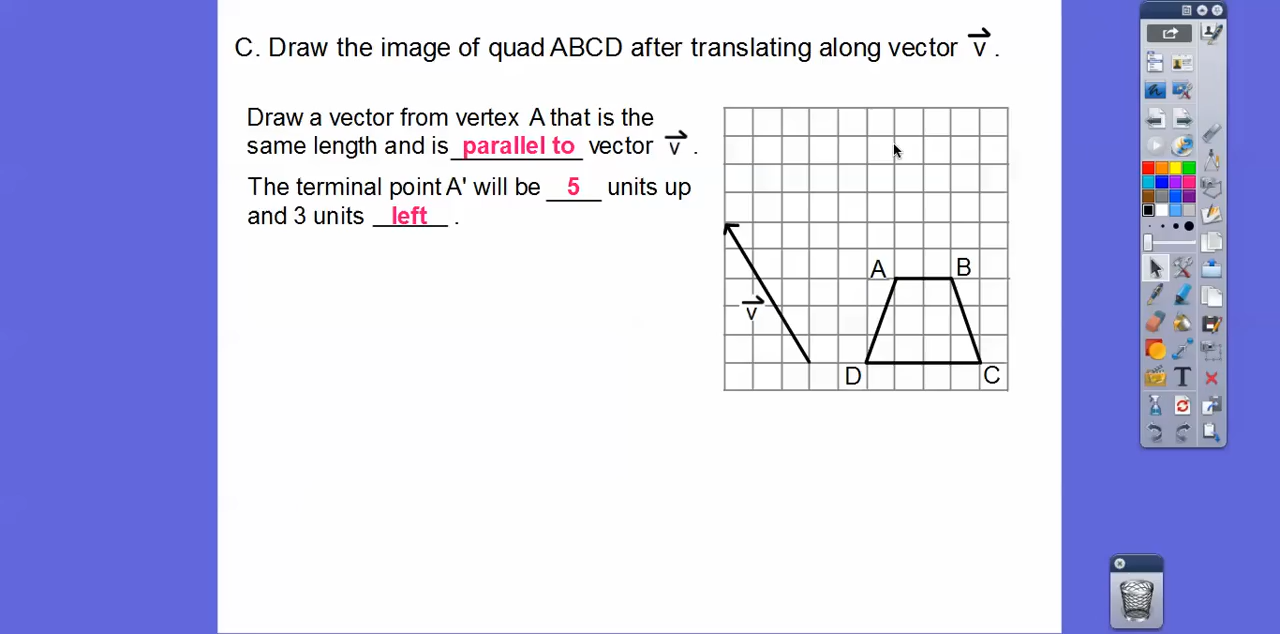 C. Draw the image of quad ABCD after translating along vector v.
Draw a vector from vertex A that is the
same length and is parallel to vector v.
The terminal point A' will be 5 units up
and 3 units left.
A
B
v
D
C
T